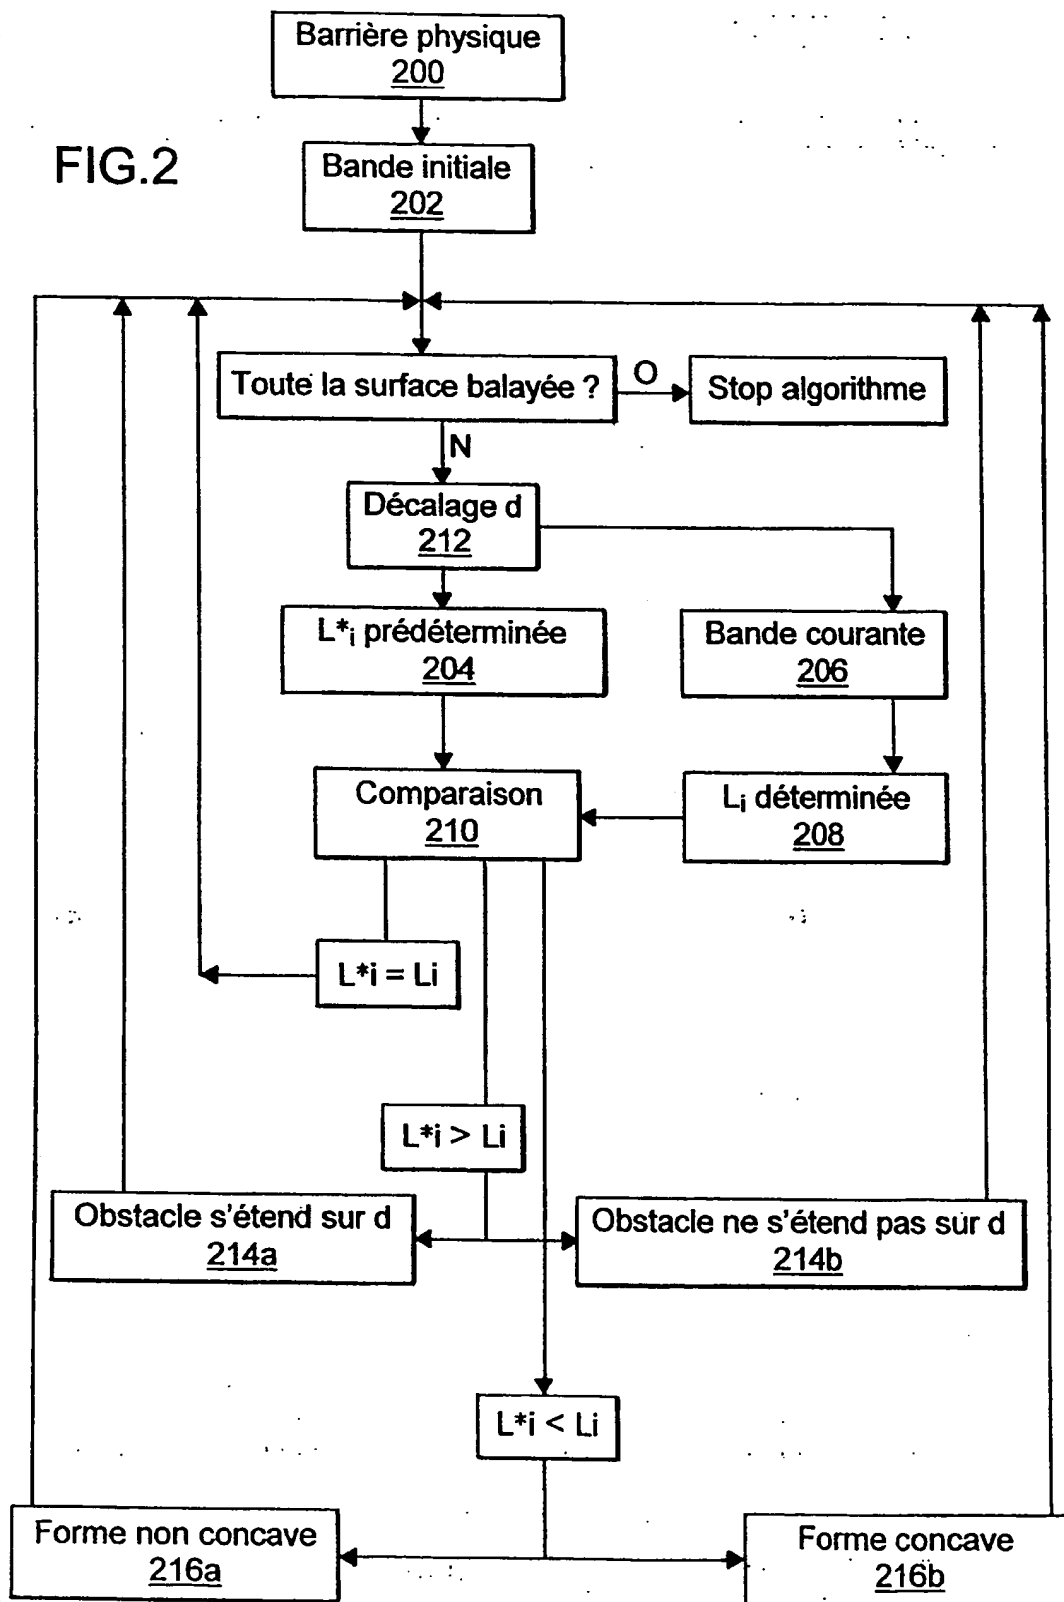 Barrière physique
200
FIG.2
Bande initiale
202
Toute la surface balayée ?
O
Stop algorithme
N
Décalage d
212
L*i prédéterminée
204
Bande courante
206
Comparaison
210
Li déterminée
208
L*i = Li
L*i > Li
Obstacle s'étend sur d
214a
Obstacle ne s'étend pas sur d
214b
L*i < Li
Forme non concave
216a
Forme concave
216b